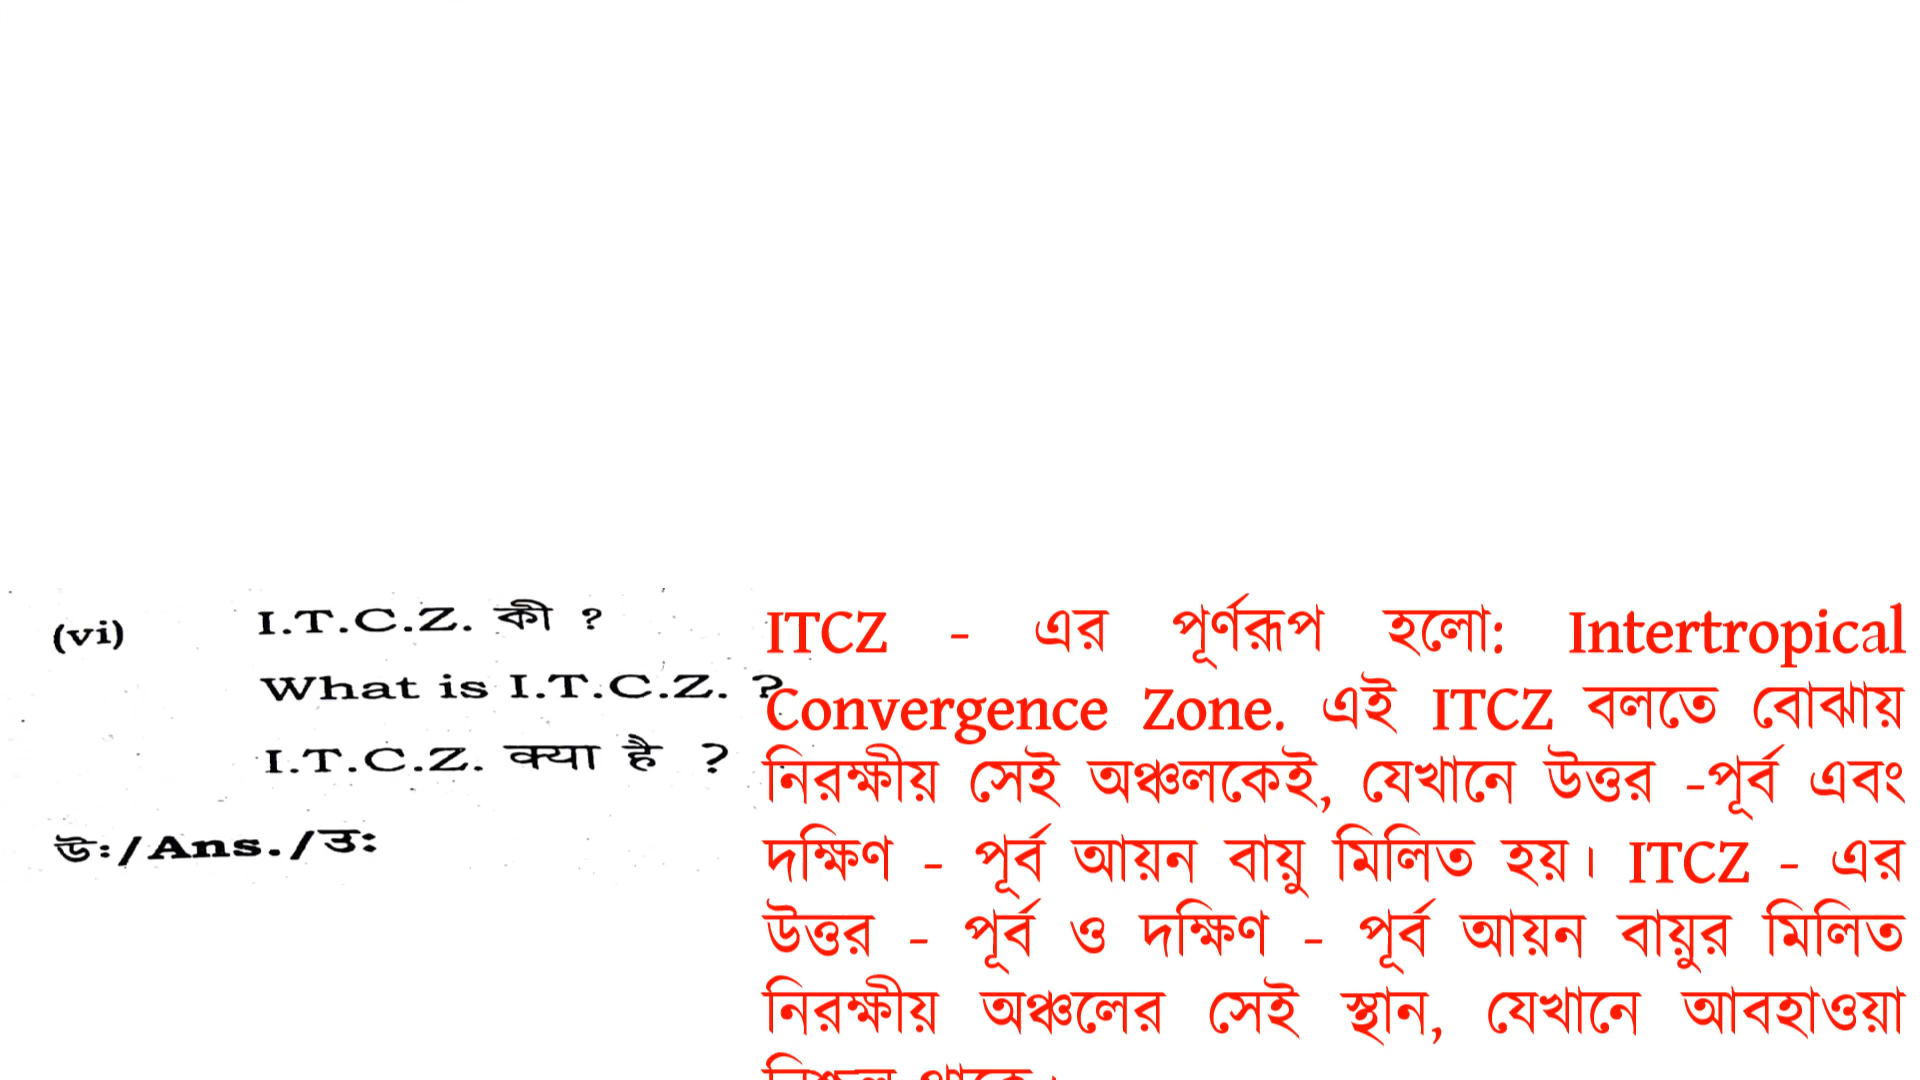 (vi) I.T.C.Z. কী ?
What is I.T.C.Z. ?
I.T.C.Z. क्या है ?
উঃ/Ans./उः
ITCZ - এর পূর্ণরূপ হলো: Intertropical
Convergence Zone. এই ITCZ বলতে বোঝায়
নিরক্ষীয় সেই অঞ্চলকেই, যেখানে উত্তর -পূর্ব এবং
দক্ষিণ - পূর্ব আয়ন বায়ু মিলিত হয়। ITCZ - এর
উত্তর - পূর্ব ও দক্ষিণ - পূর্ব আয়ন বায়ুর মিলিত
নিরক্ষীয় অঞ্চলের সেই স্থান, যেখানে আবহাওয়া